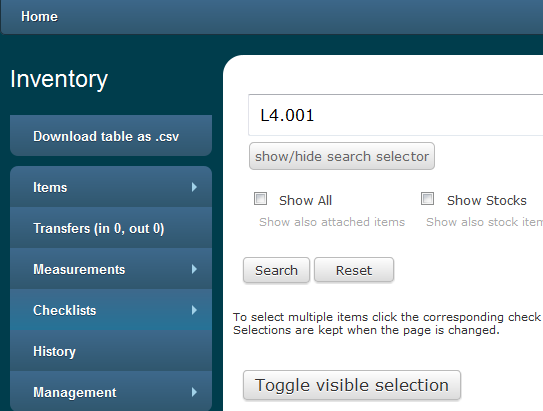 Home
Inventory
Download table as .csv
Items
Transfers (in 0, out 0)
Measurements
Checklists
History
Management
L4.001
show/hide search selector
Show All
Show Stocks
Show also attached items
Show also stock item
Search
Reset
To select multiple items click the corresponding check
Selections are kept when the page is changed.
Toggle visible selection